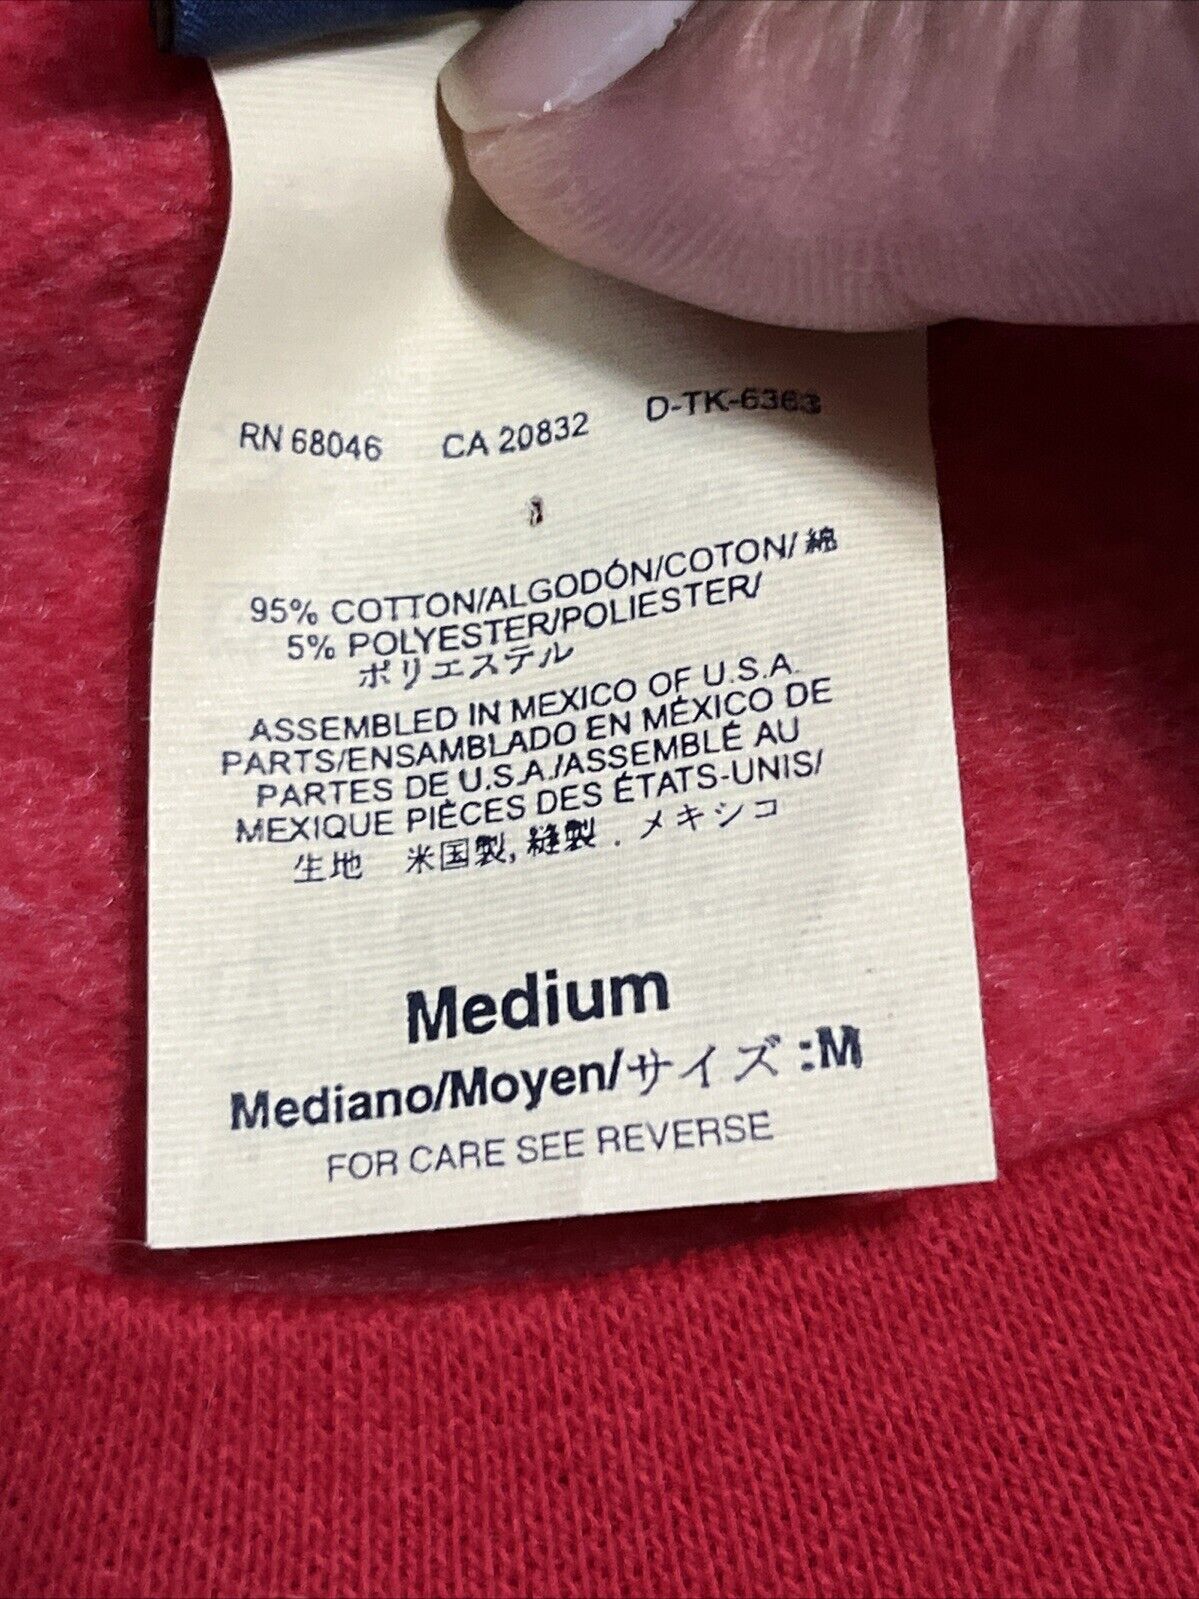 RN 68046 CA 20832 D-TK-6363
95% COTTON/ALGODÓN/COTON/ 綿
5% POLYESTER/POLIESTER/
ポリエステル
ASSEMBLED IN MEXICO OF U.S.A.
PARTS/ENSAMBLADO EN MÉXICO DE
PARTES DE U.S.A./ASSEMBLÉ AU
MEXIQUE PIÈCES DES ÉTATS-UNIS/
生地 米国製, 縫製 . メキシコ
Medium
Mediano/Moyen/サイズ :M
FOR CARE SEE REVERSE